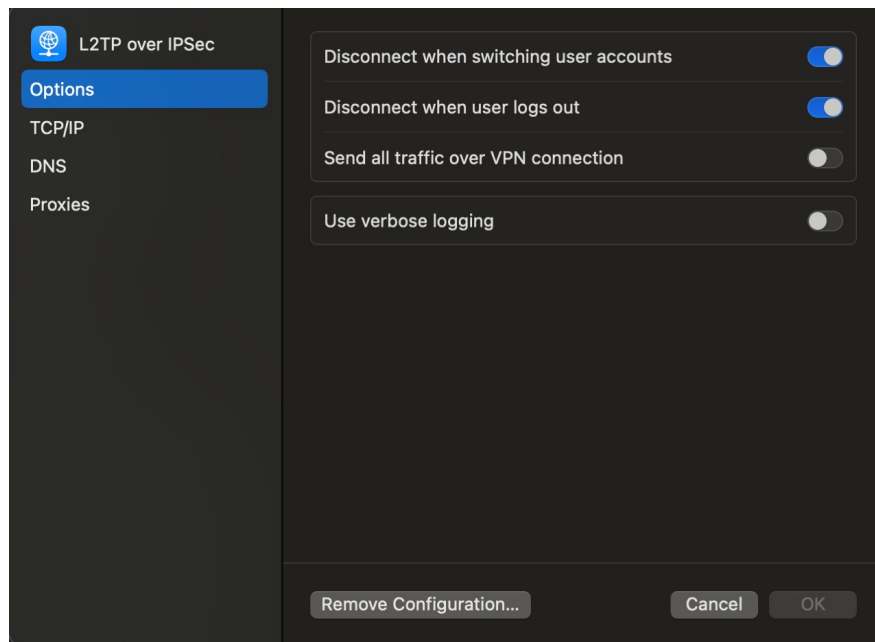 L2TP over IPSec
Options
TCP/IP
DNS
Proxies
Disconnect when switching user accounts
Disconnect when user logs out
Send all traffic over VPN connection
Use verbose logging
Remove Configuration...
Cancel
OK